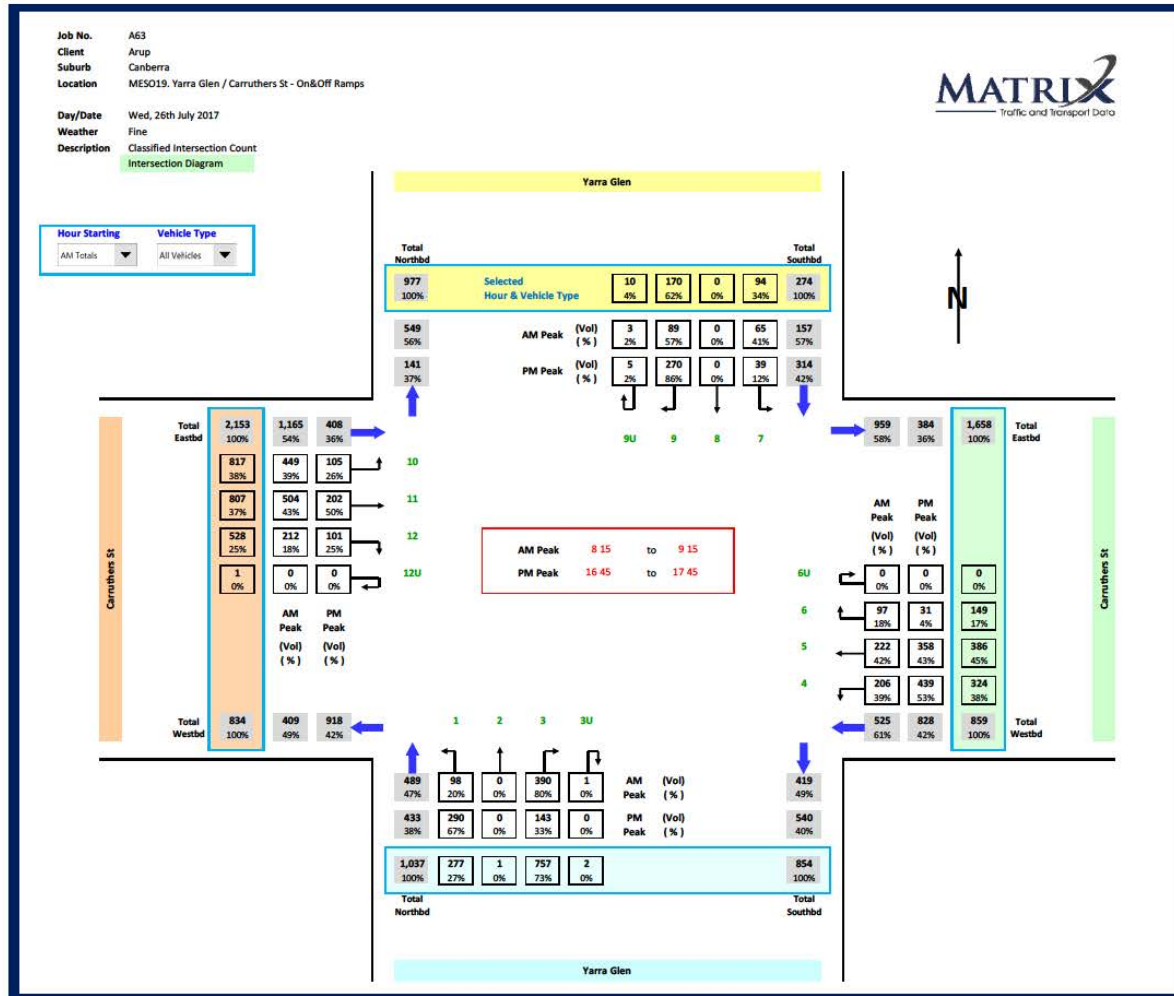 Job No. A63
Client Arup
Suburb Canberra
Location MESO19. Yarra Glen / Carruthers St - On&Off Ramps
Day/Date Wed, 26th July 2017
Weather Fine
Description Classified Intersection Count
Intersection Diagram
MATRIX
Traffic and Transport Data
Yarra Glen
Hour Starting Vehicle Type
AM Totals All Vehicles
Total Northbd Total Southbd
977 Selected 10 170 0 94 274
100% Hour & Vehicle Type 4% 62% 0% 34% 100%
549 AM Peak (Vol) 3 89 0 65 157
56% (%) 2% 57% 0% 41% 57%
141 PM Peak (Vol) 5 270 0 39 314
37% (%) 2% 86% 0% 12% 42%
9U 9 8 7
N
Total Eastbd 2,153 1,165 408
100% 54% 36%
817 449 105 10
38% 39% 26%
807 504 202 11
37% 43% 50%
528 212 101 12
25% 18% 25%
1 0 0 12U
0% 0% 0%
AM Peak (Vol) (%) PM Peak (Vol) (%)
Carruthers St
Total Westbd 834 409 918
100% 49% 42%
AM Peak 8 15 to 9 15
PM Peak 16 45 to 17 45
959 384 1,658 Total Eastbd
58% 36% 100%
AM Peak (Vol) (%) PM Peak (Vol) (%)
6U 0 0 0
0% 0% 0%
6 97 31 149
18% 4% 17%
5 222 358 386
42% 43% 45%
4 206 439 324
39% 53% 38%
525 828 859 Total Westbd
61% 42% 100%
Carruthers St
1 2 3 3U
489 98 0 390 1 AM Peak (Vol) 419
47% 20% 0% 80% 0% (%) 49%
433 290 0 143 0 PM Peak (Vol) 540
38% 67% 0% 33% 0% (%) 40%
1,037 277 1 757 2 854
100% 27% 0% 73% 0% 100%
Total Northbd Total Southbd
Yarra Glen